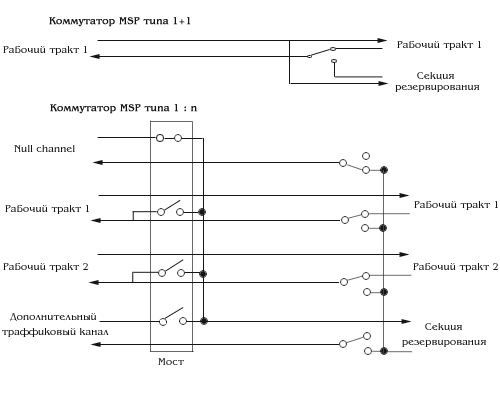 Коммутатор MSP типа 1+1
Рабочий тракт 1
Рабочий тракт 1
Секция
резервирования
Коммутатор MSP типа 1 : n
Null channel
Рабочий тракт 1
Рабочий тракт 1
Рабочий тракт 2
Рабочий тракт 2
Дополнительный
траффиковый канал
Секция
резервирования
Мост